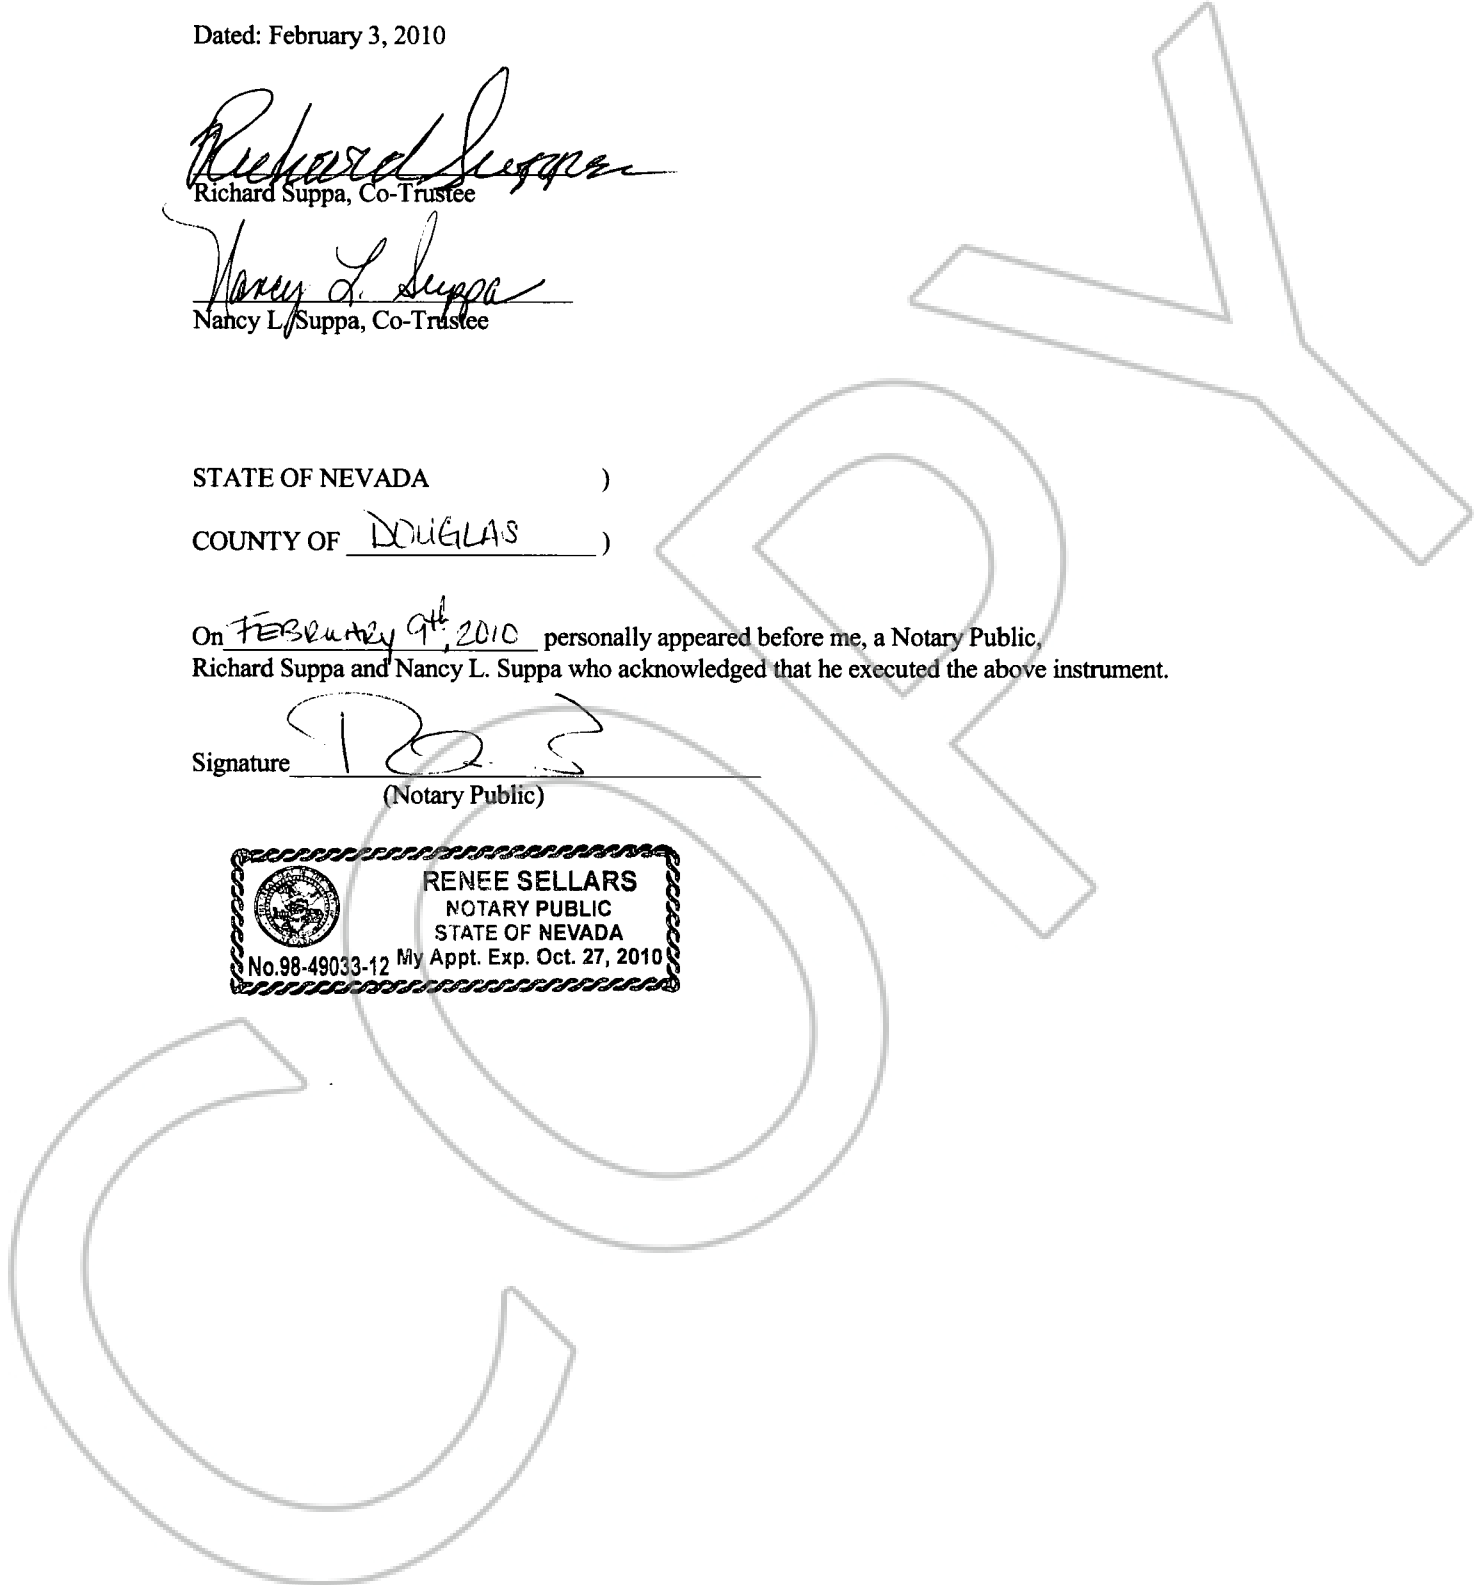 Dated: February 3, 2010
Richard Suppa
Richard Suppa, Co-Trustee
Nancy L. Suppa
Nancy L. Suppa, Co-Trustee
STATE OF NEVADA )
COUNTY OF DOUGLAS )
On FEBRUARY 9th, 2010 personally appeared before me, a Notary Public,
Richard Suppa and Nancy L. Suppa who acknowledged that he executed the above instrument.
Signature
(Notary Public)
RENEE SELLARS
NOTARY PUBLIC
STATE OF NEVADA
No.98-49033-12 My Appt. Exp. Oct. 27, 2010
COPY